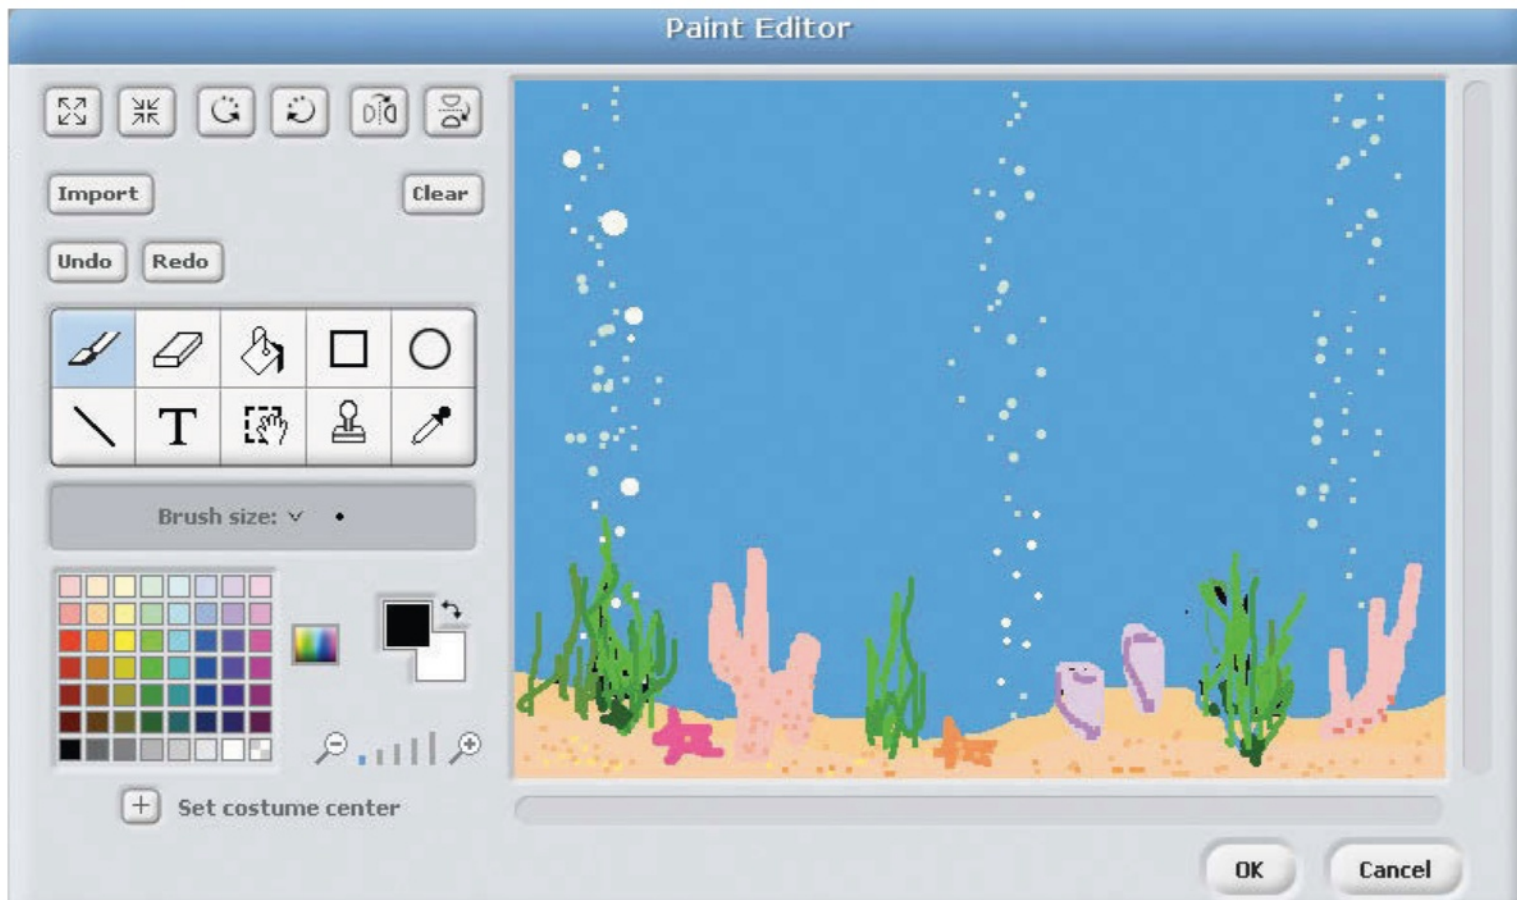 Paint Editor
Import
Clear
Undo
Redo
T
Brush size:
Set costume center
OK
Cancel